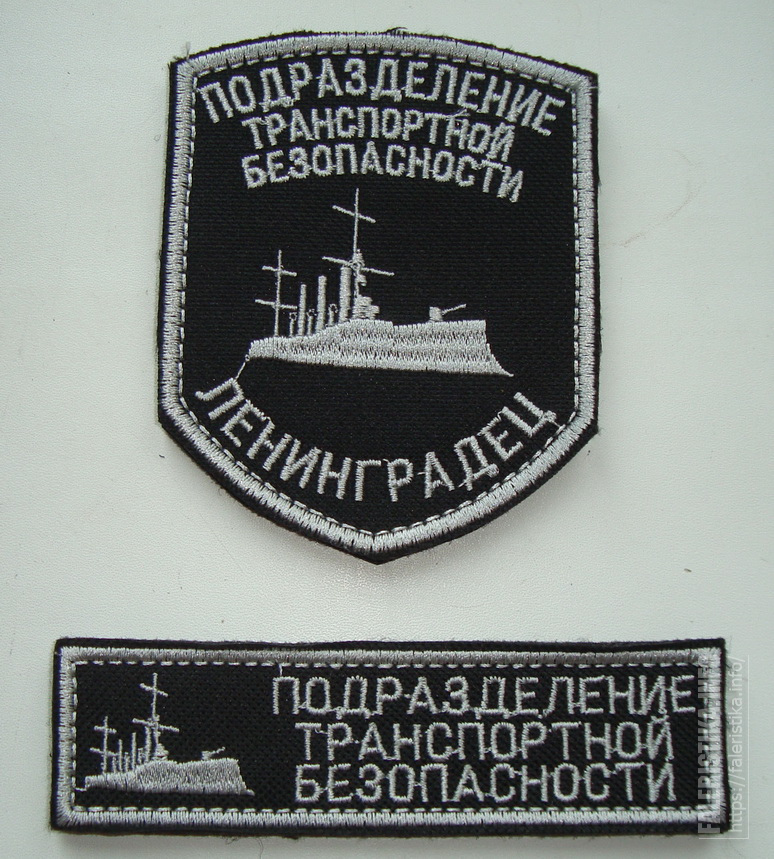 ПОДРАЗДЕЛЕНИЕ
ТРАНСПОРТНОЙ
БЕЗОПАСНОСТИ
ЛЕНИНГРАДЕЦ
ПОДРАЗДЕЛЕНИЕ
ТРАНСПОРТНОЙ
БЕЗОПАСНОСТИ
FALERISTIKA.INFO
https://faleristika.info/